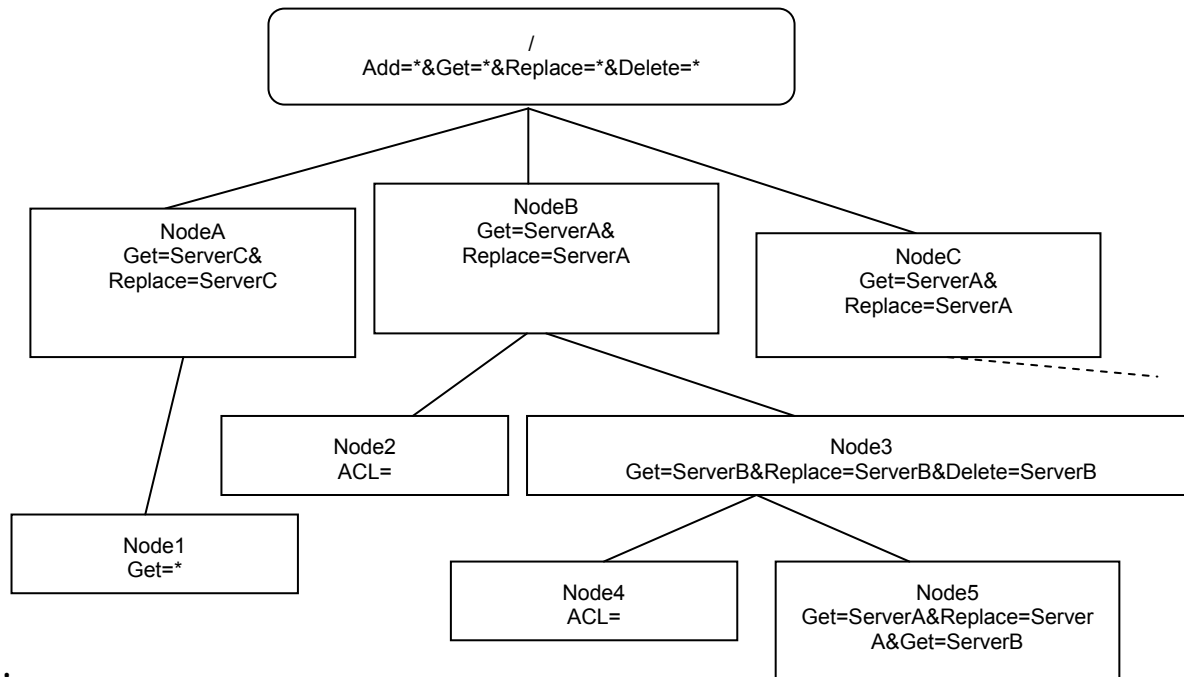 /
Add=*&Get=*&Replace=*&Delete=*
NodeA
Get=ServerC&
Replace=ServerC
NodeB
Get=ServerA&
Replace=ServerA
NodeC
Get=ServerA&
Replace=ServerA
Node2
ACL=
Node3
Get=ServerB&Replace=ServerB&Delete=ServerB
Node1
Get=*
Node4
ACL=
Node5
Get=ServerA&Replace=Server
A&Get=ServerB
.